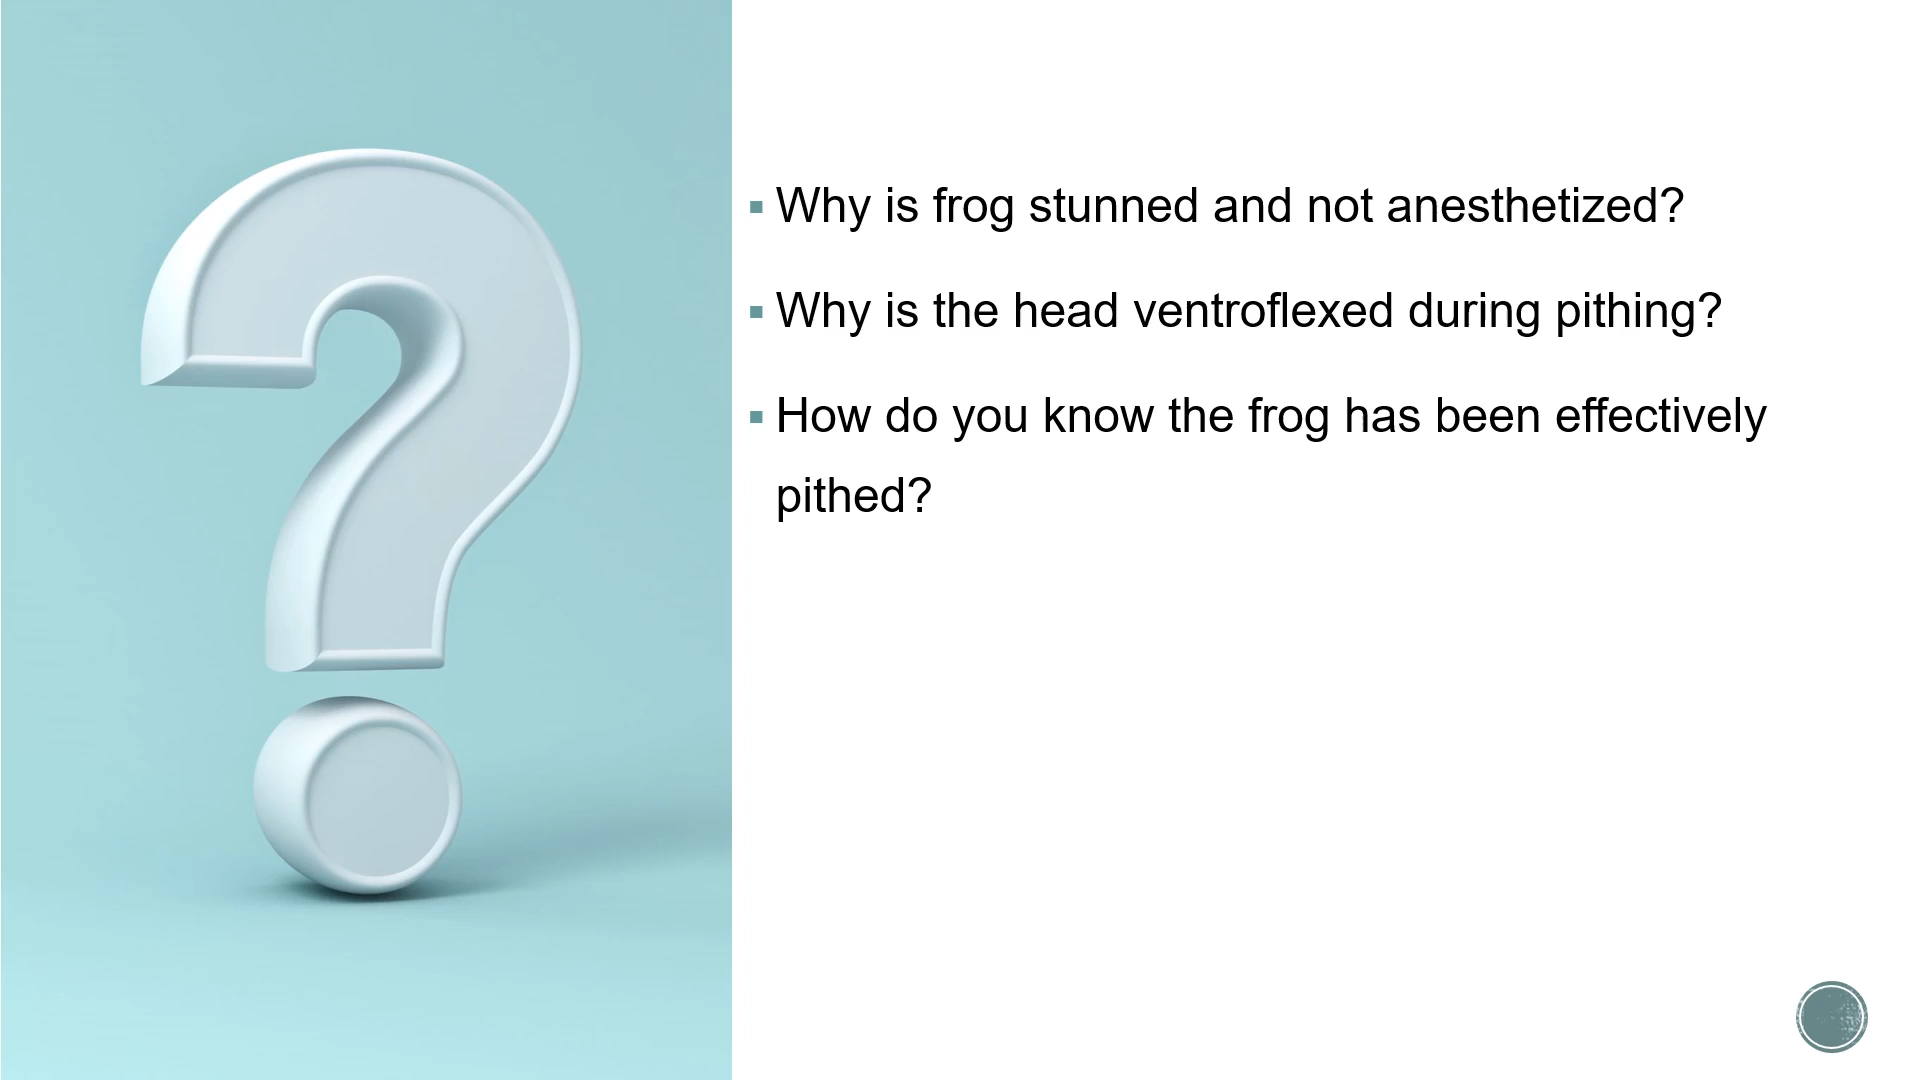 ▪ Why is frog stunned and not anesthetized?
▪ Why is the head ventroflexed during pithing?
▪ How do you know the frog has been effectively
pithed?